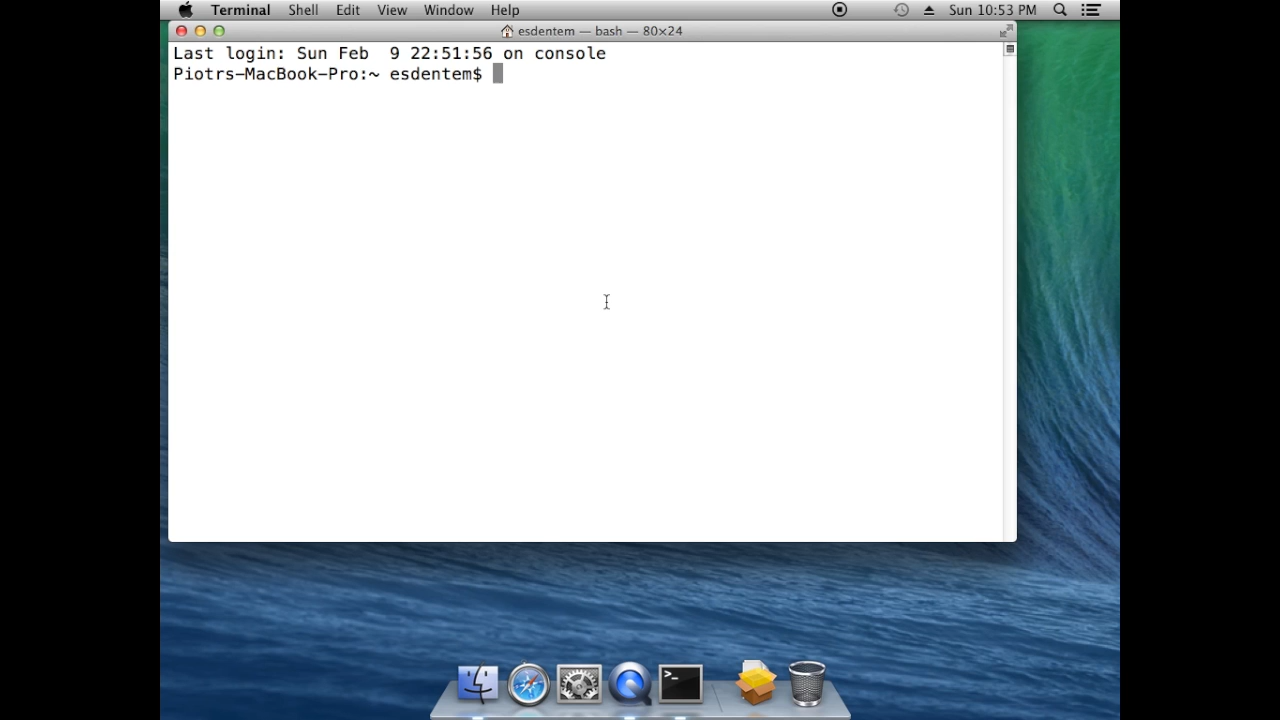 Terminal Shell Edit View Window Help Sun 10:53 PM
esdentem — bash — 80×24
Last login: Sun Feb  9 22:51:56 on console
Piotrs-MacBook-Pro:~ esdentem$
>_